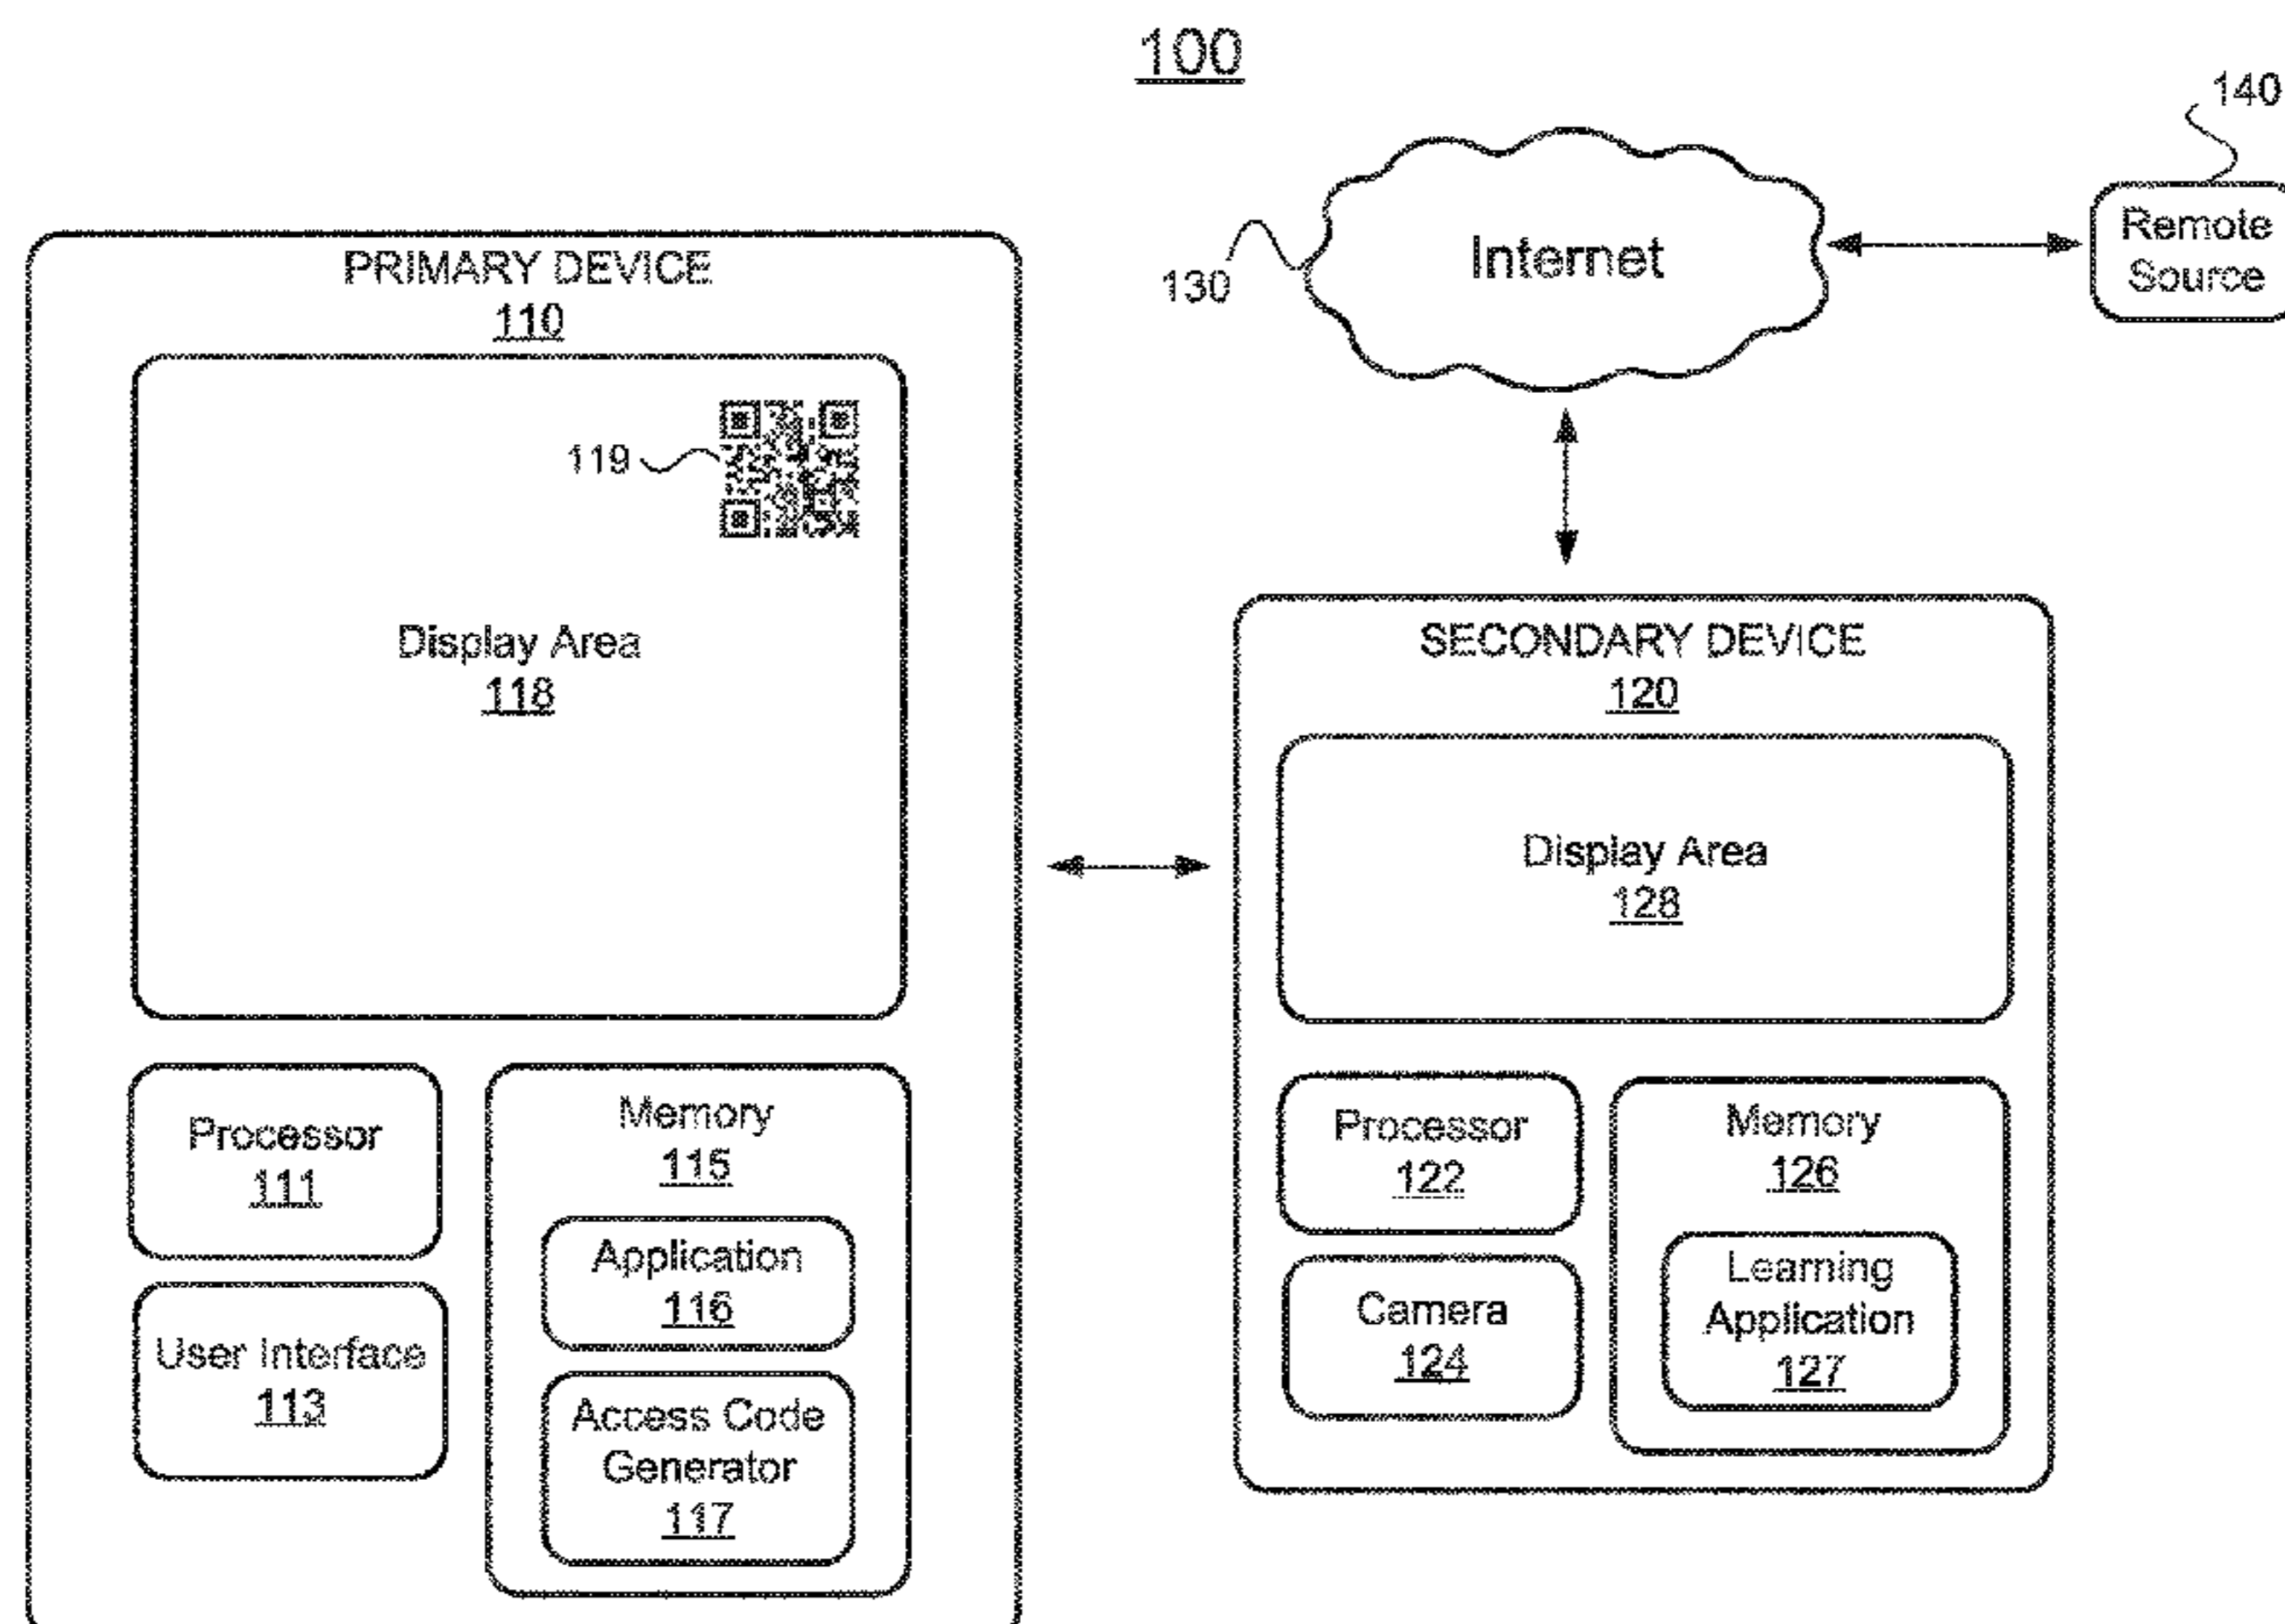 100
140
Remote
Source
Internet
130
PRIMARY DEVICE
110
119
Display Area
118
Processor
111
User Interface
113
Memory
115
Application
116
Access Code
Generator
117
SECONDARY DEVICE
120
Display Area
128
Processor
122
Camera
124
Memory
126
Learning
Application
127